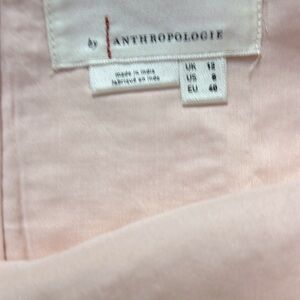 by ANTHROPOLOGIE
made in India
fabriqué en Inde
UK 12
US 8
EU 40